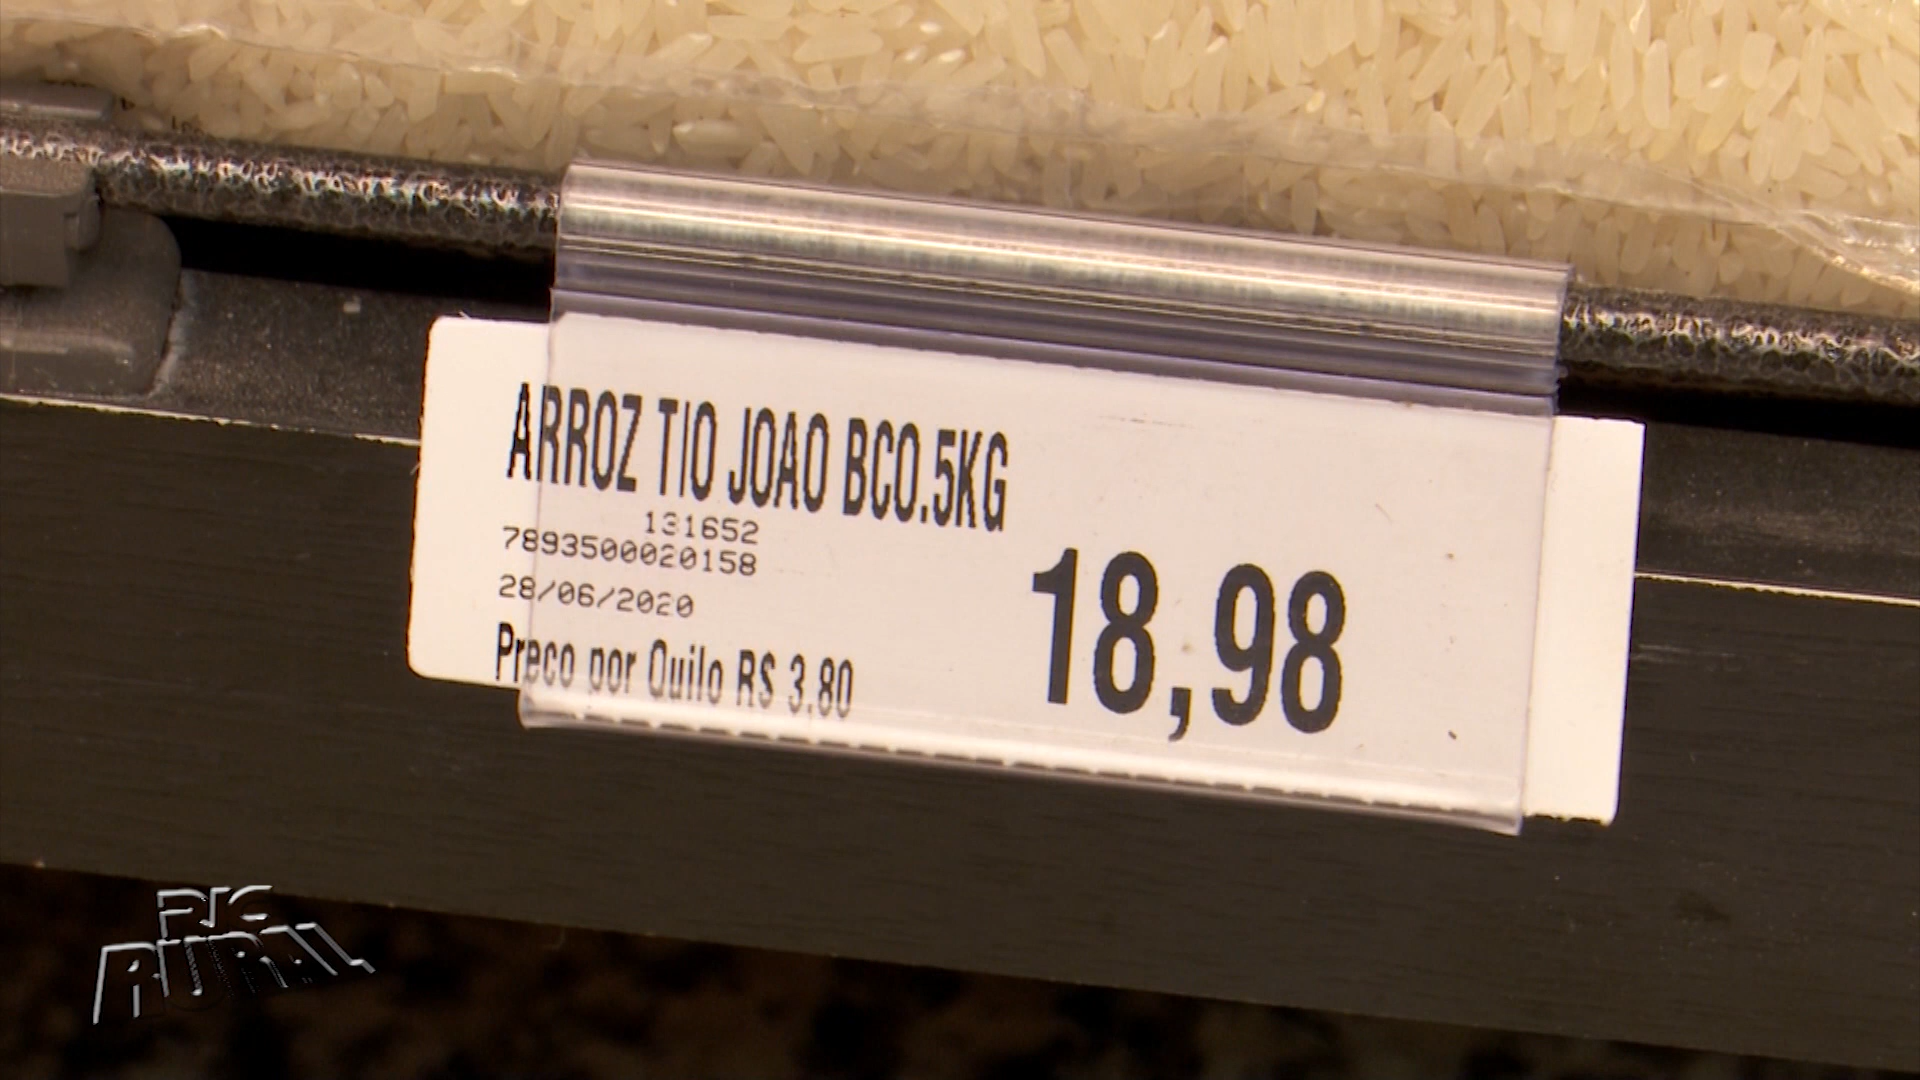 ARROZ TIO JOAO BCO.5KG
131652
7893500020158
28/06/2020
Preco por Quilo R$ 3.80
18,98
RIC
RURAL